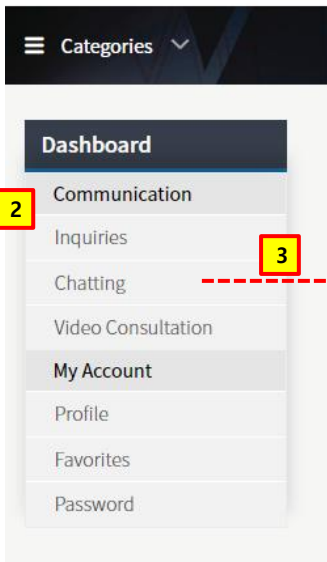 Categories
Dashboard
Communication
2
Inquiries
3
Chatting
Video Consultation
My Account
Profile
Favorites
Password